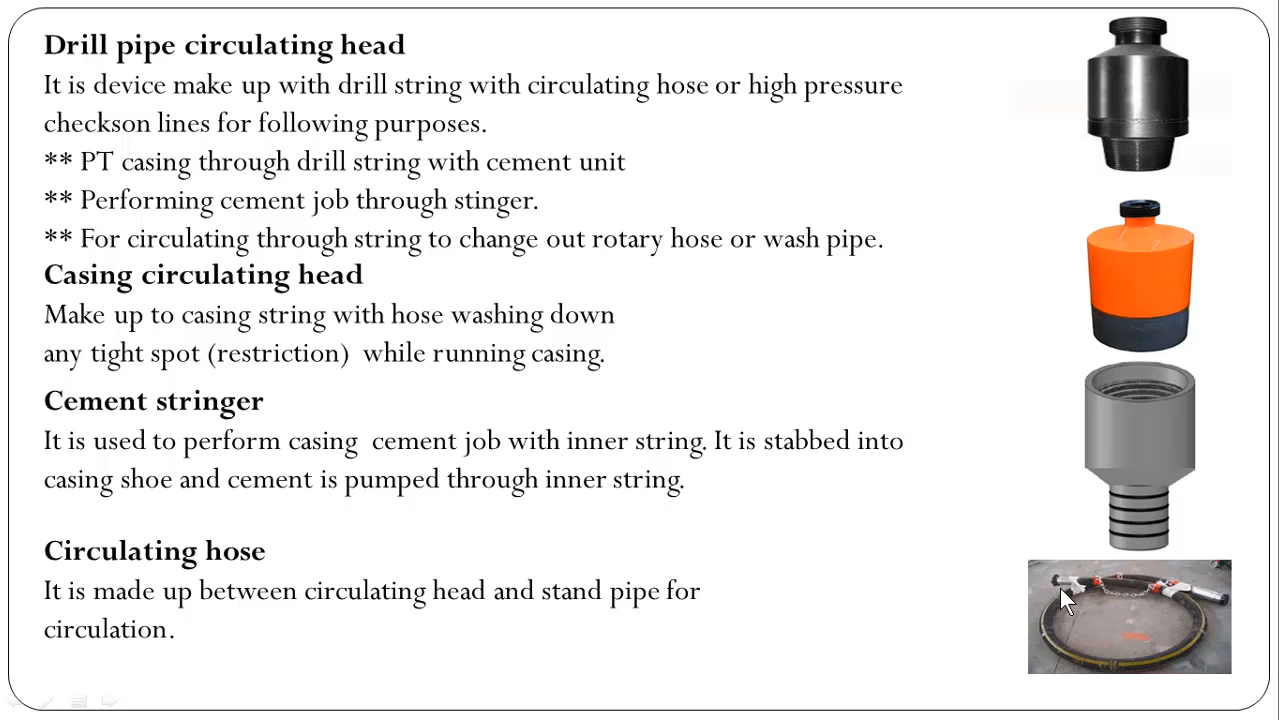 Drill pipe circulating head
It is device make up with drill string with circulating hose or high pressure
checkson lines for following purposes.
** PT casing through drill string with cement unit
** Performing cement job through stinger.
** For circulating through string to change out rotary hose or wash pipe.
Casing circulating head
Make up to casing string with hose washing down
any tight spot (restriction) while running casing.
Cement stringer
It is used to perform casing cement job with inner string. It is stabbed into
casing shoe and cement is pumped through inner string.
Circulating hose
It is made up between circulating head and stand pipe for
circulation.